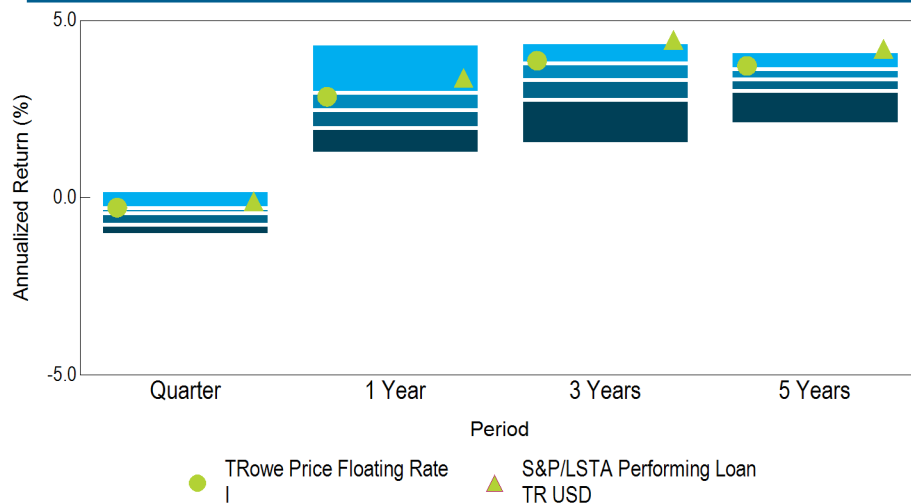 5.0
0.0
-5.0
Annualized Return (%)
Quarter
1 Year
3 Years
5 Years
Period
TRowe Price Floating Rate
I
S&P/LSTA Performing Loan
TR USD